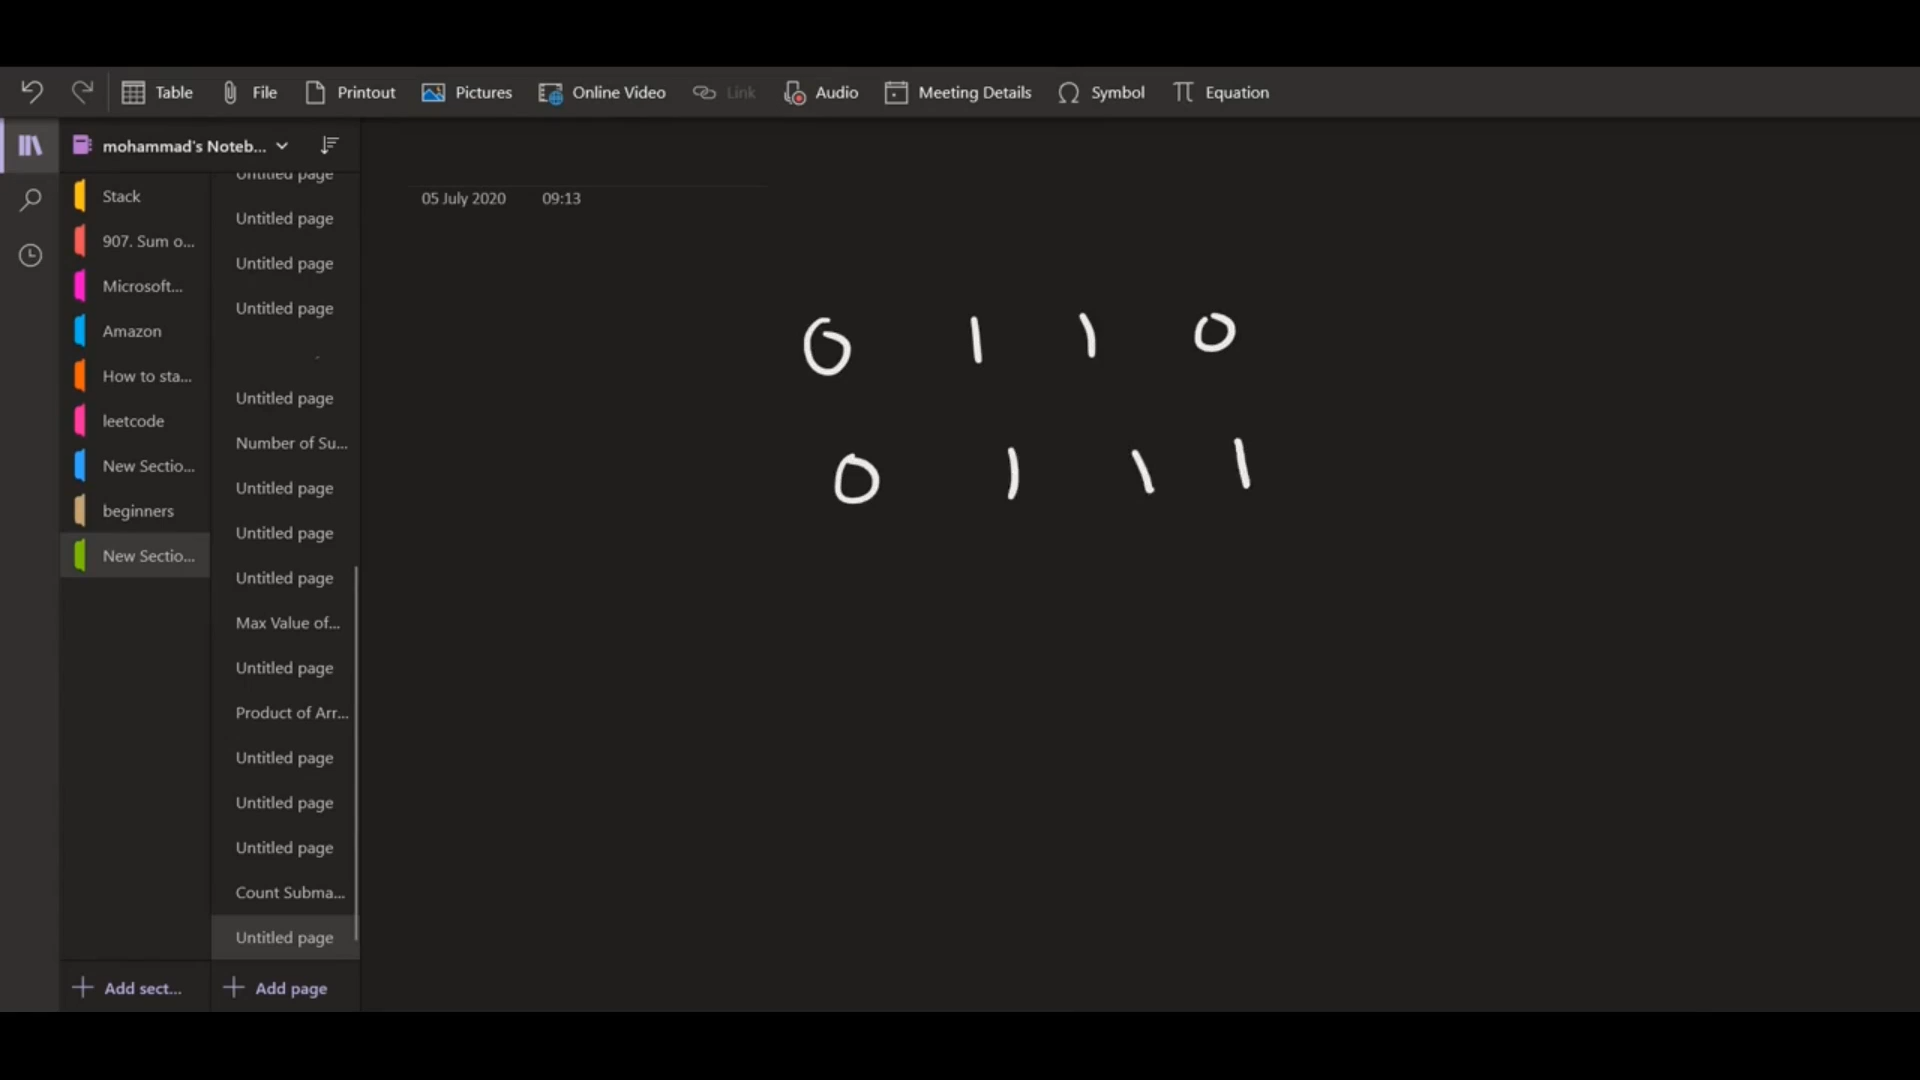 Table File Printout Pictures Online Video Link Audio Meeting Details Symbol Equation
mohammad's Noteb...
Stack
907. Sum o...
Microsoft...
Amazon
How to sta...
leetcode
New Sectio...
beginners
New Sectio...
Add sect...
Untitled page
Untitled page
Untitled page
Untitled page
Untitled page
Number of Su...
Untitled page
Untitled page
Untitled page
Max Value of...
Untitled page
Product of Arr...
Untitled page
Untitled page
Untitled page
Count Subma...
Untitled page
Add page
05 July 2020 09:13
0 1 1 0
0 1 1 1